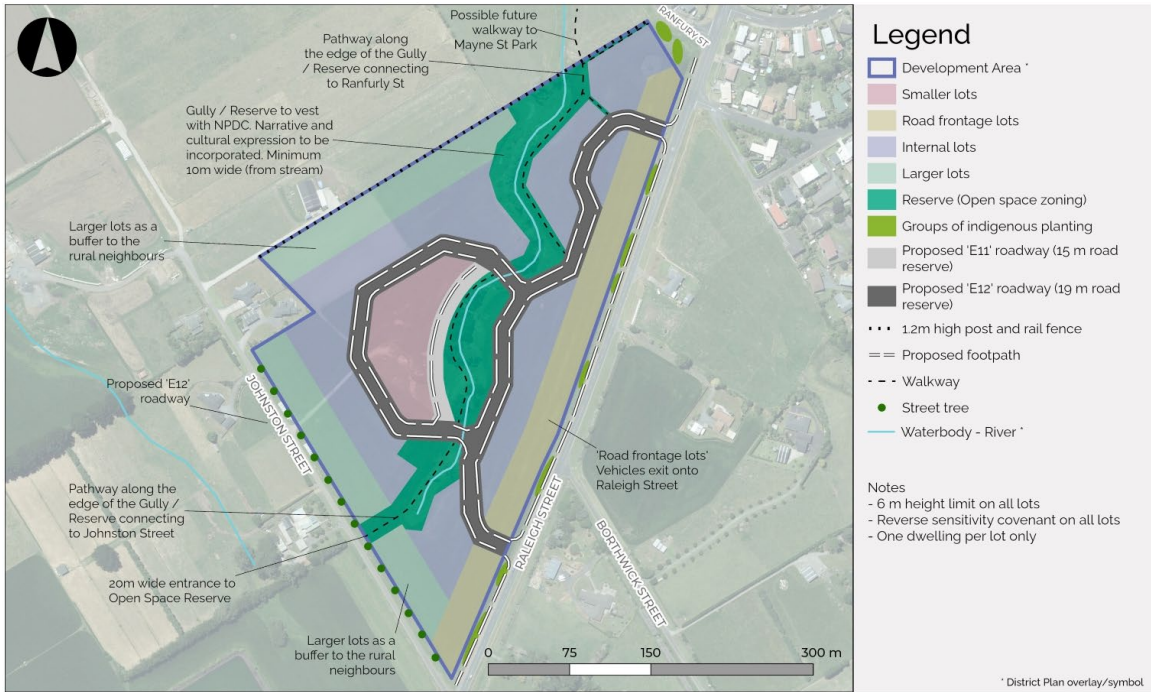 Possible future
walkway to
Mayne St Park
RANFURY ST
Pathway along
the edge of the Gully
/ Reserve connecting
to Ranfurly St
Gully / Reserve to vest
with NPDC. Narrative and
cultural expression to be
incorporated. Minimum
10m wide (from stream)
Larger lots as a
buffer to the
rural neighbours
Proposed 'E12'
roadway
JOHNSTON STREET
Pathway along the
edge of the Gully /
Reserve connecting
to Johnston Street
20m wide entrance to
Open Space Reserve
Larger lots as a
buffer to the rural
neighbours
'Road frontage lots'
Vehicles exit onto
Raleigh Street
RALEIGH STREET
BORTHWICK STREET
0 75 150 300 m
Legend
Development Area *
Smaller lots
Road frontage lots
Internal lots
Larger lots
Reserve (Open space zoning)
Groups of indigenous planting
Proposed 'E11' roadway (15 m road
reserve)
Proposed 'E12' roadway (19 m road
reserve)
1.2m high post and rail fence
Proposed footpath
Walkway
Street tree
Waterbody - River *
Notes
- 6 m height limit on all lots
- Reverse sensitivity covenant on all lots
- One dwelling per lot only
* District Plan overlay/symbol